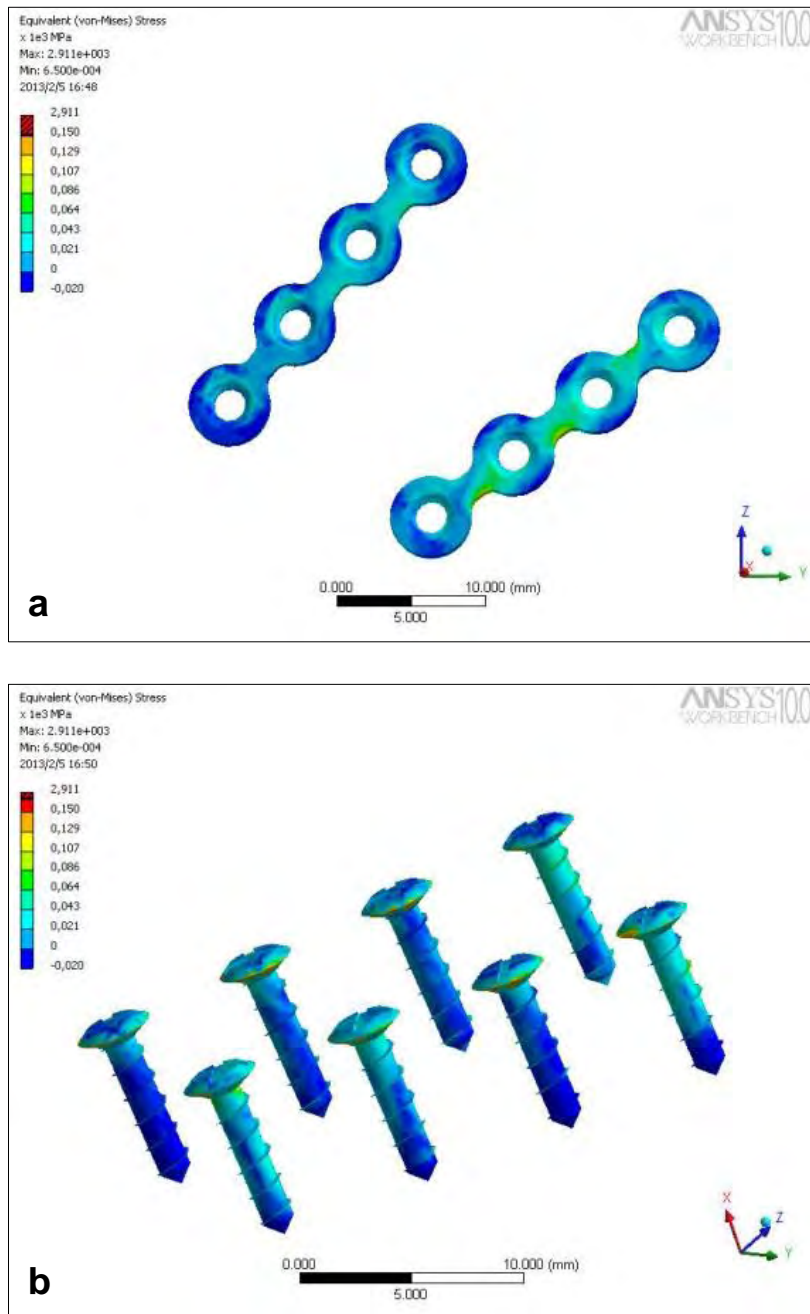 Equivalent (von-Mises) Stress
x 1e3 MPa
Max: 2.911e+003
Min: 6.500e-004
2013/2/5 16:48
ANSYS 10.0
WORKBENCH
2,911
0,150
0,129
0,107
0,086
0,064
0,043
0,021
0
-0,020
Z
X
Y
0.000 10.000 (mm)
5.000
a
Equivalent (von-Mises) Stress
x 1e3 MPa
Max: 2.911e+003
Min: 6.500e-004
2013/2/5 16:50
ANSYS 10.0
WORKBENCH
2,911
0,150
0,129
0,107
0,086
0,064
0,043
0,021
0
-0,020
X
Z
Y
0.000 10.000 (mm)
5.000
b